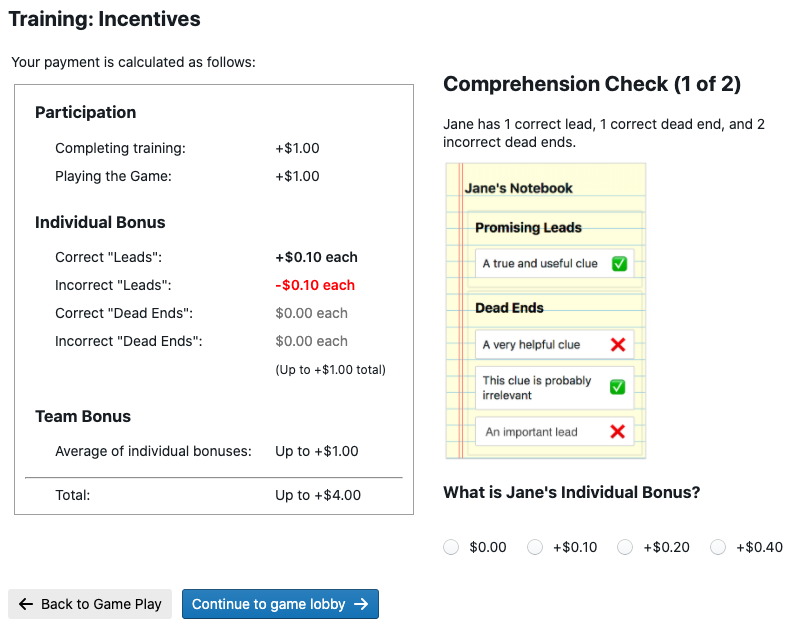 Training: Incentives
Your payment is calculated as follows:
Participation
Completing training: +$1.00
Playing the Game: +$1.00
Individual Bonus
Correct "Leads": +$0.10 each
Incorrect "Leads": -$0.10 each
Correct "Dead Ends": $0.00 each
Incorrect "Dead Ends": $0.00 each
(Up to +$1.00 total)
Team Bonus
Average of individual bonuses: Up to +$1.00
Total: Up to +$4.00
Comprehension Check (1 of 2)
Jane has 1 correct lead, 1 correct dead end, and 2
incorrect dead ends.
Jane's Notebook
Promising Leads
A true and useful clue
Dead Ends
A very helpful clue
This clue is probably
irrelevant
An important lead
What is Jane's Individual Bonus?
$0.00 +$0.10 +$0.20 +$0.40
Back to Game Play
Continue to game lobby